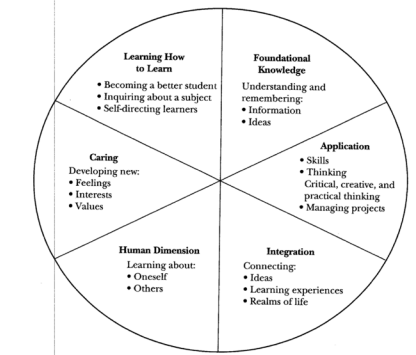 Learning How
to Learn
• Becoming a better student
• Inquiring about a subject
• Self-directing learners
Foundational
Knowledge
Understanding and
remembering:
• Information
• Ideas
Application
• Skills
• Thinking
Critical, creative, and
practical thinking
• Managing projects
Integration
Connecting:
• Ideas
• Learning experiences
• Realms of life
Human Dimension
Learning about:
• Oneself
• Others
Caring
Developing new:
• Feelings
• Interests
• Values